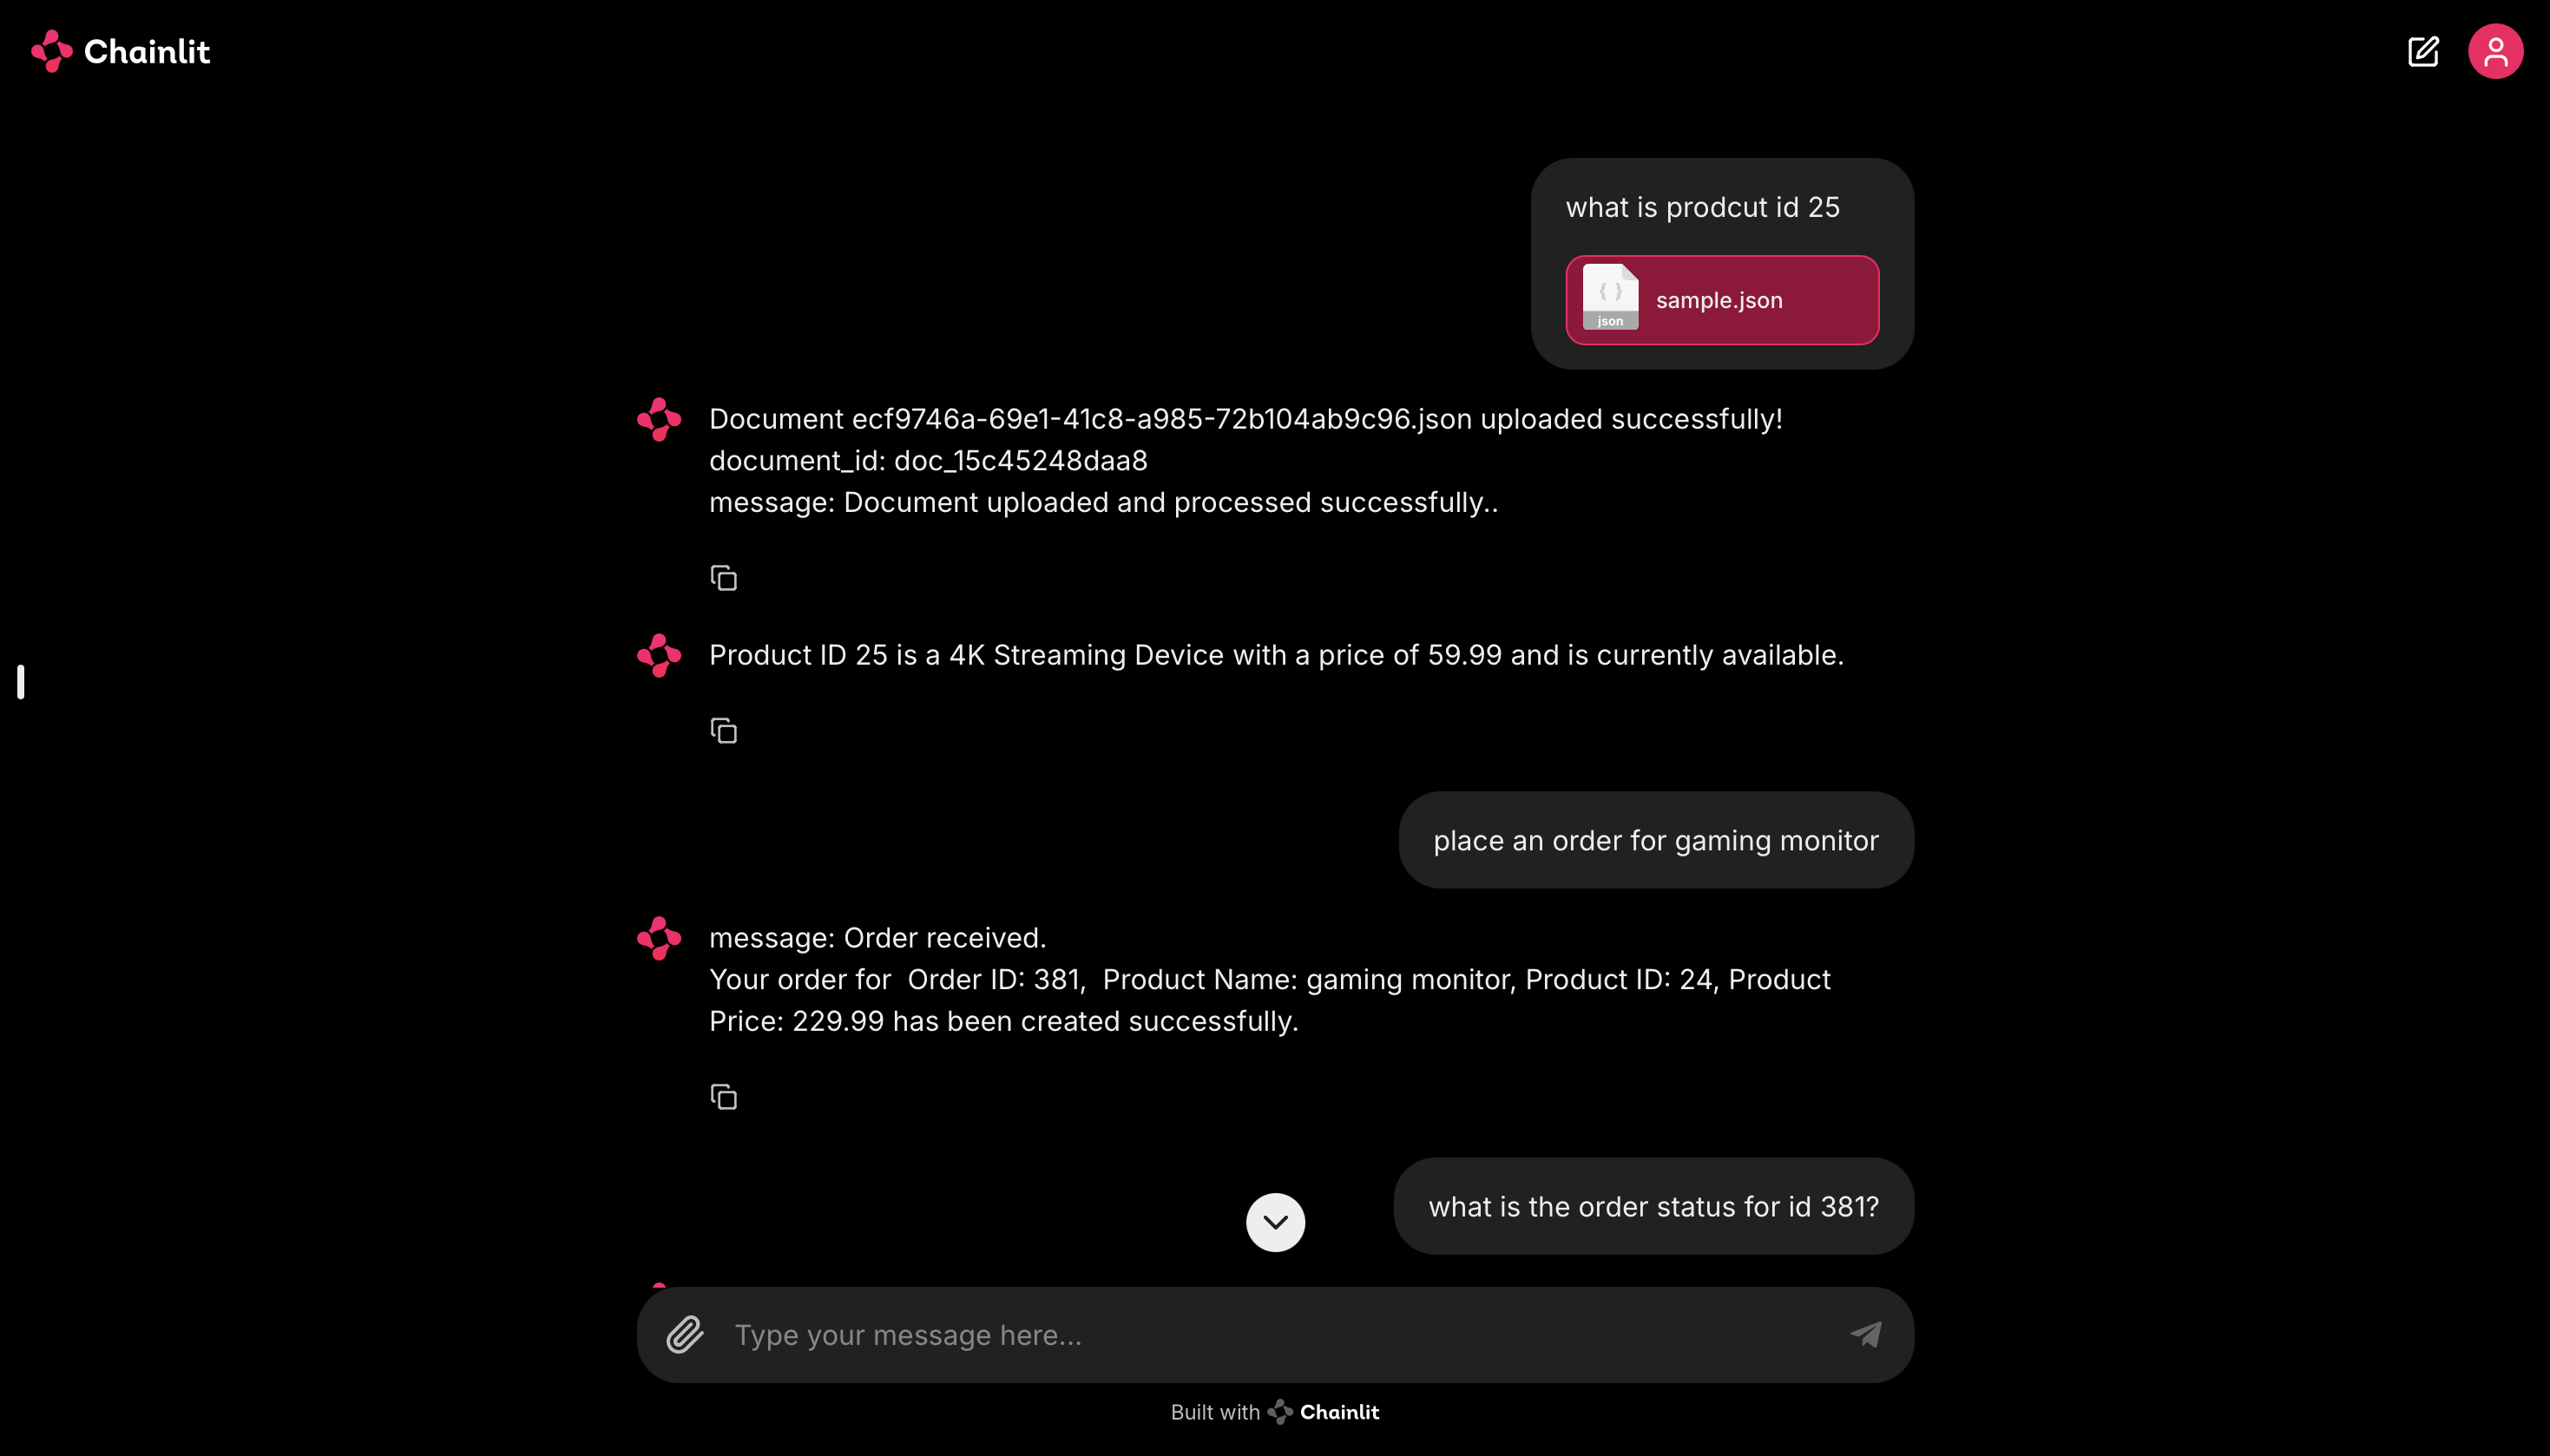 Chainlit
what is prodcut id 25
{ }
json
sample.json
Document ecf9746a-69e1-41c8-a985-72b104ab9c96.json uploaded successfully!
document_id: doc_15c45248daa8
message: Document uploaded and processed successfully..
Product ID 25 is a 4K Streaming Device with a price of 59.99 and is currently available.
place an order for gaming monitor
message: Order received.
Your order for  Order ID: 381,  Product Name: gaming monitor, Product ID: 24, Product
Price: 229.99 has been created successfully.
what is the order status for id 381?
Type your message here...
Built with Chainlit